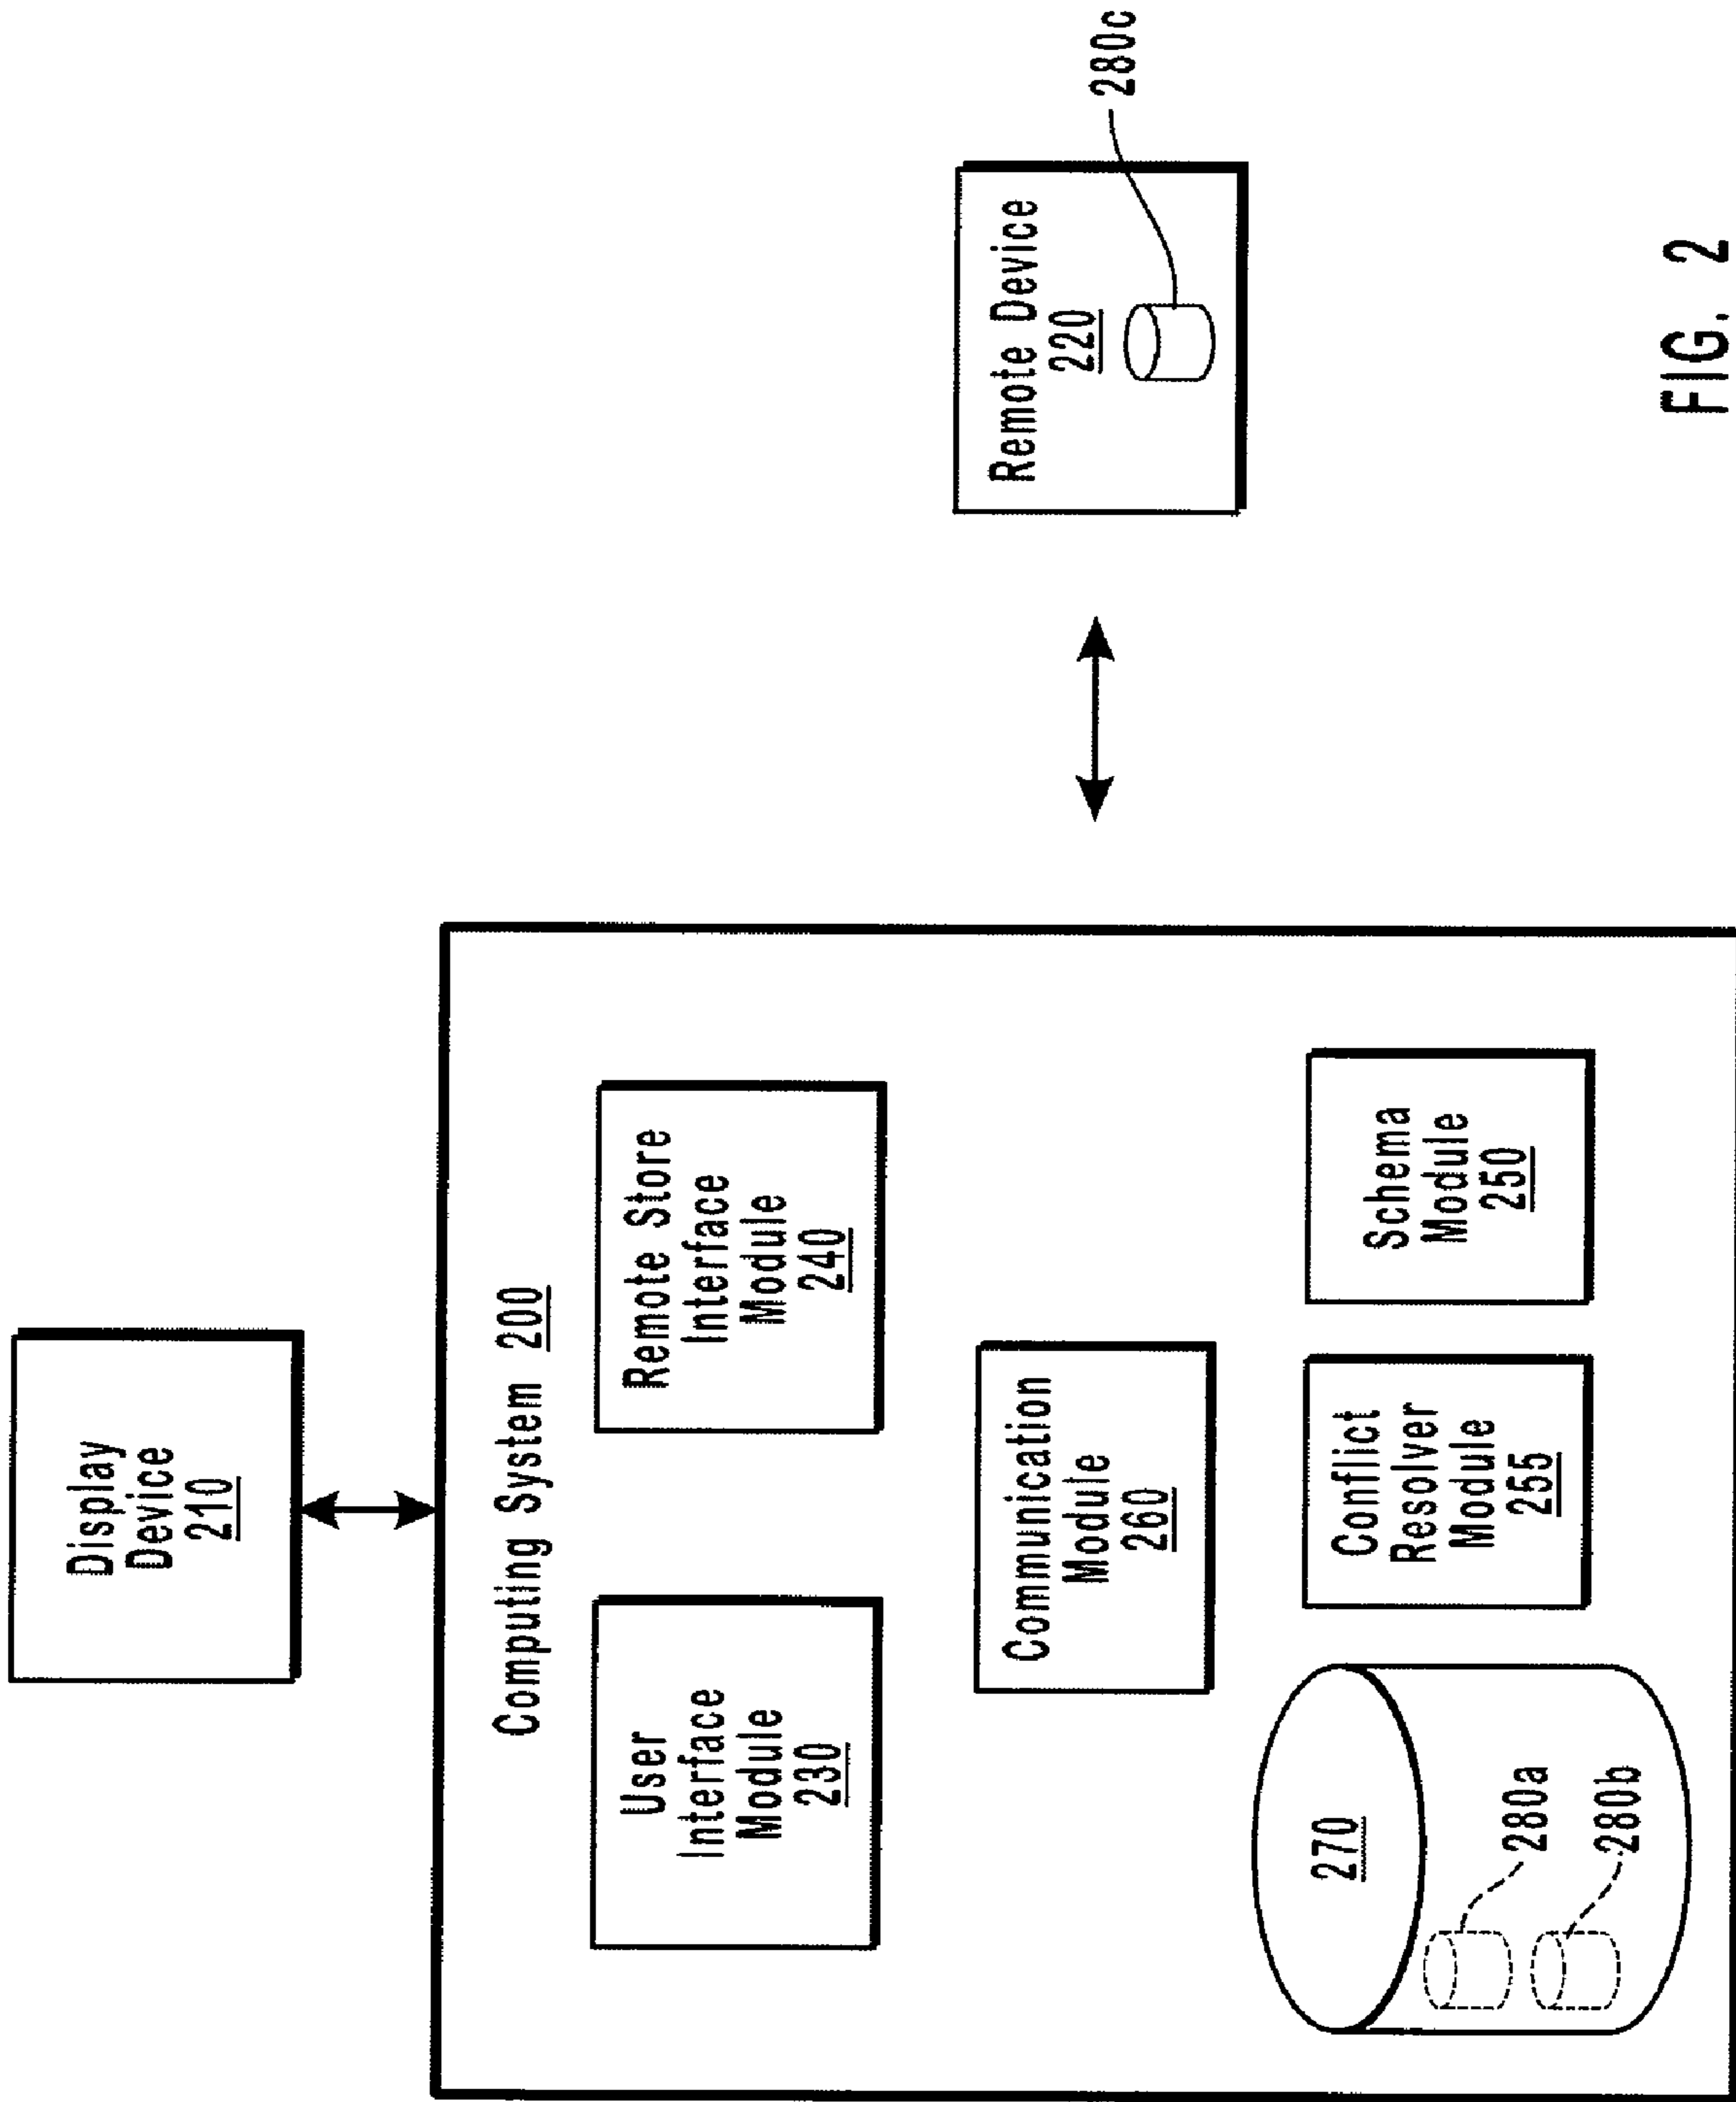 Display
Device
210
Computing System 200
User
Interface
Module
230
Remote Store
Interface
Module
240
Communication
Module
260
270
280a
280b
Conflict
Resolver
Module
255
Schema
Module
250
Remote Device
220
280c
FIG. 2